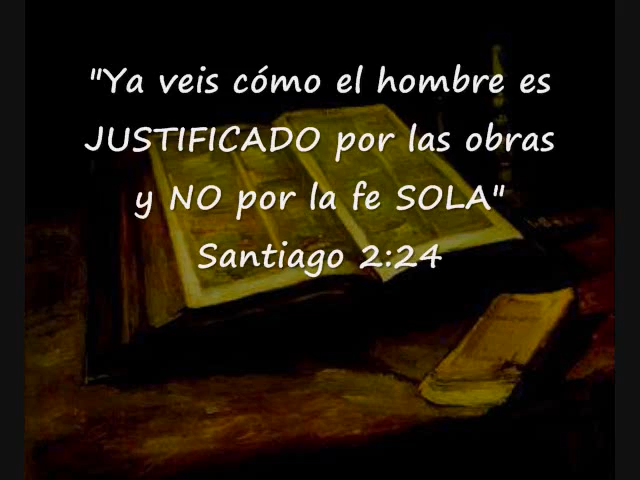 "Ya veis cómo el hombre es
JUSTIFICADO por las obras
y NO por la fe SOLA"
Santiago 2:24